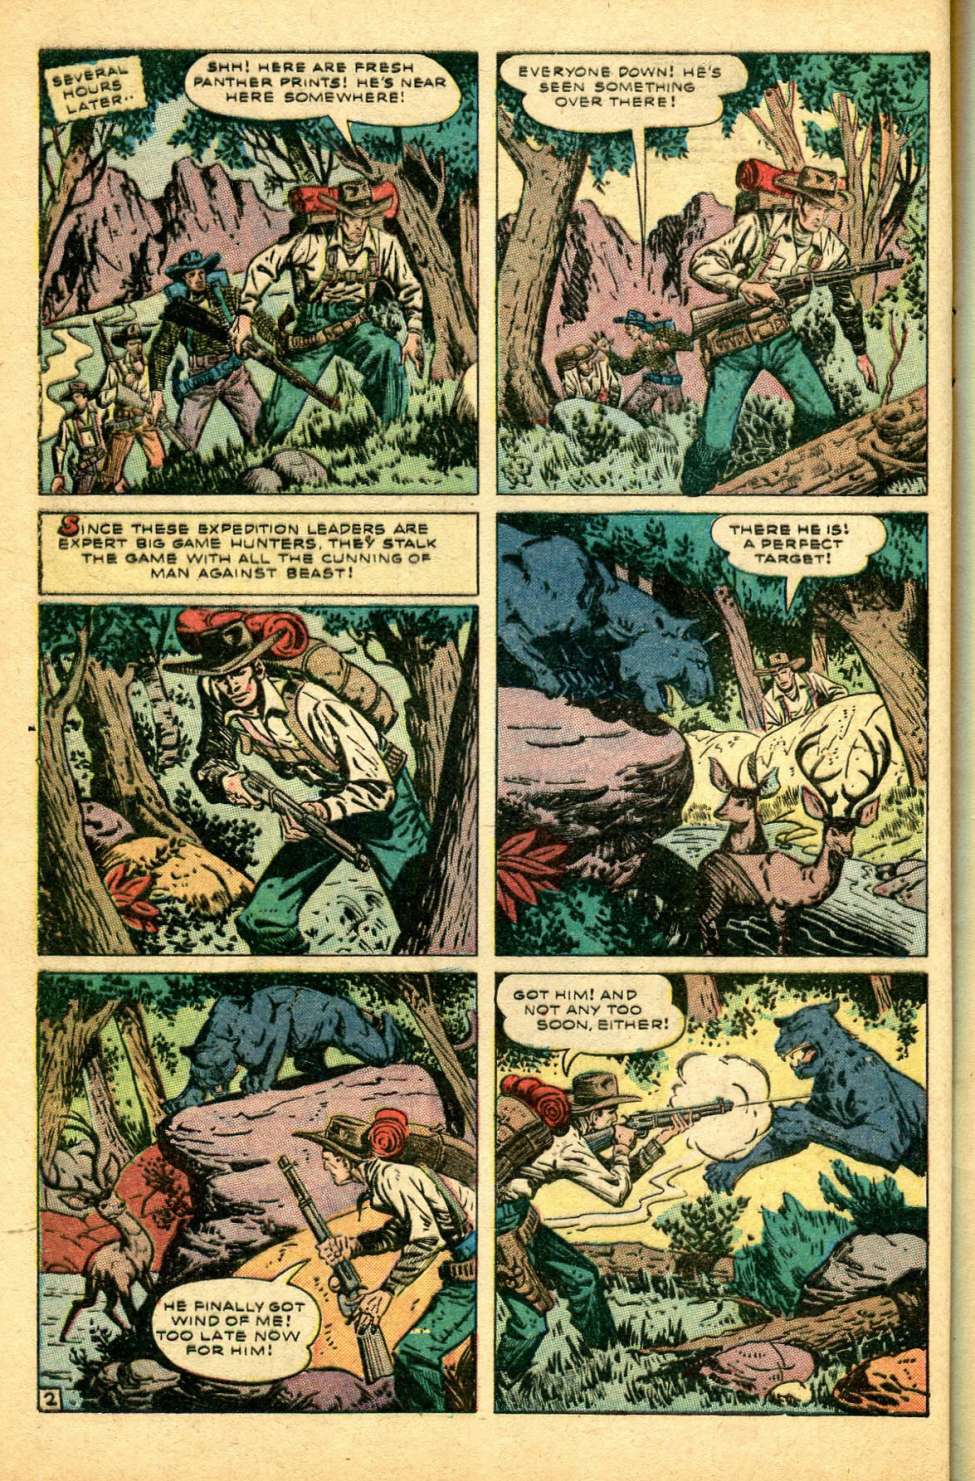 SEVERAL
HOURS
LATER..
SHH! HERE ARE FRESH
PANTHER PRINTS! HE'S NEAR
HERE SOMEWHERE!
EVERYONE DOWN! HE'S
SEEN SOMETHING
OVER THERE!
SINCE THESE EXPEDITION LEADERS ARE
EXPERT BIG GAME HUNTERS, THEY STALK
THE GAME WITH ALL THE CUNNING OF
MAN AGAINST BEAST!
THERE HE IS!
A PERFECT
TARGET!
HE FINALLY GOT
WIND OF ME!
TOO LATE NOW
FOR HIM!
GOT HIM! AND
NOT ANY TOO
SOON, EITHER!
2